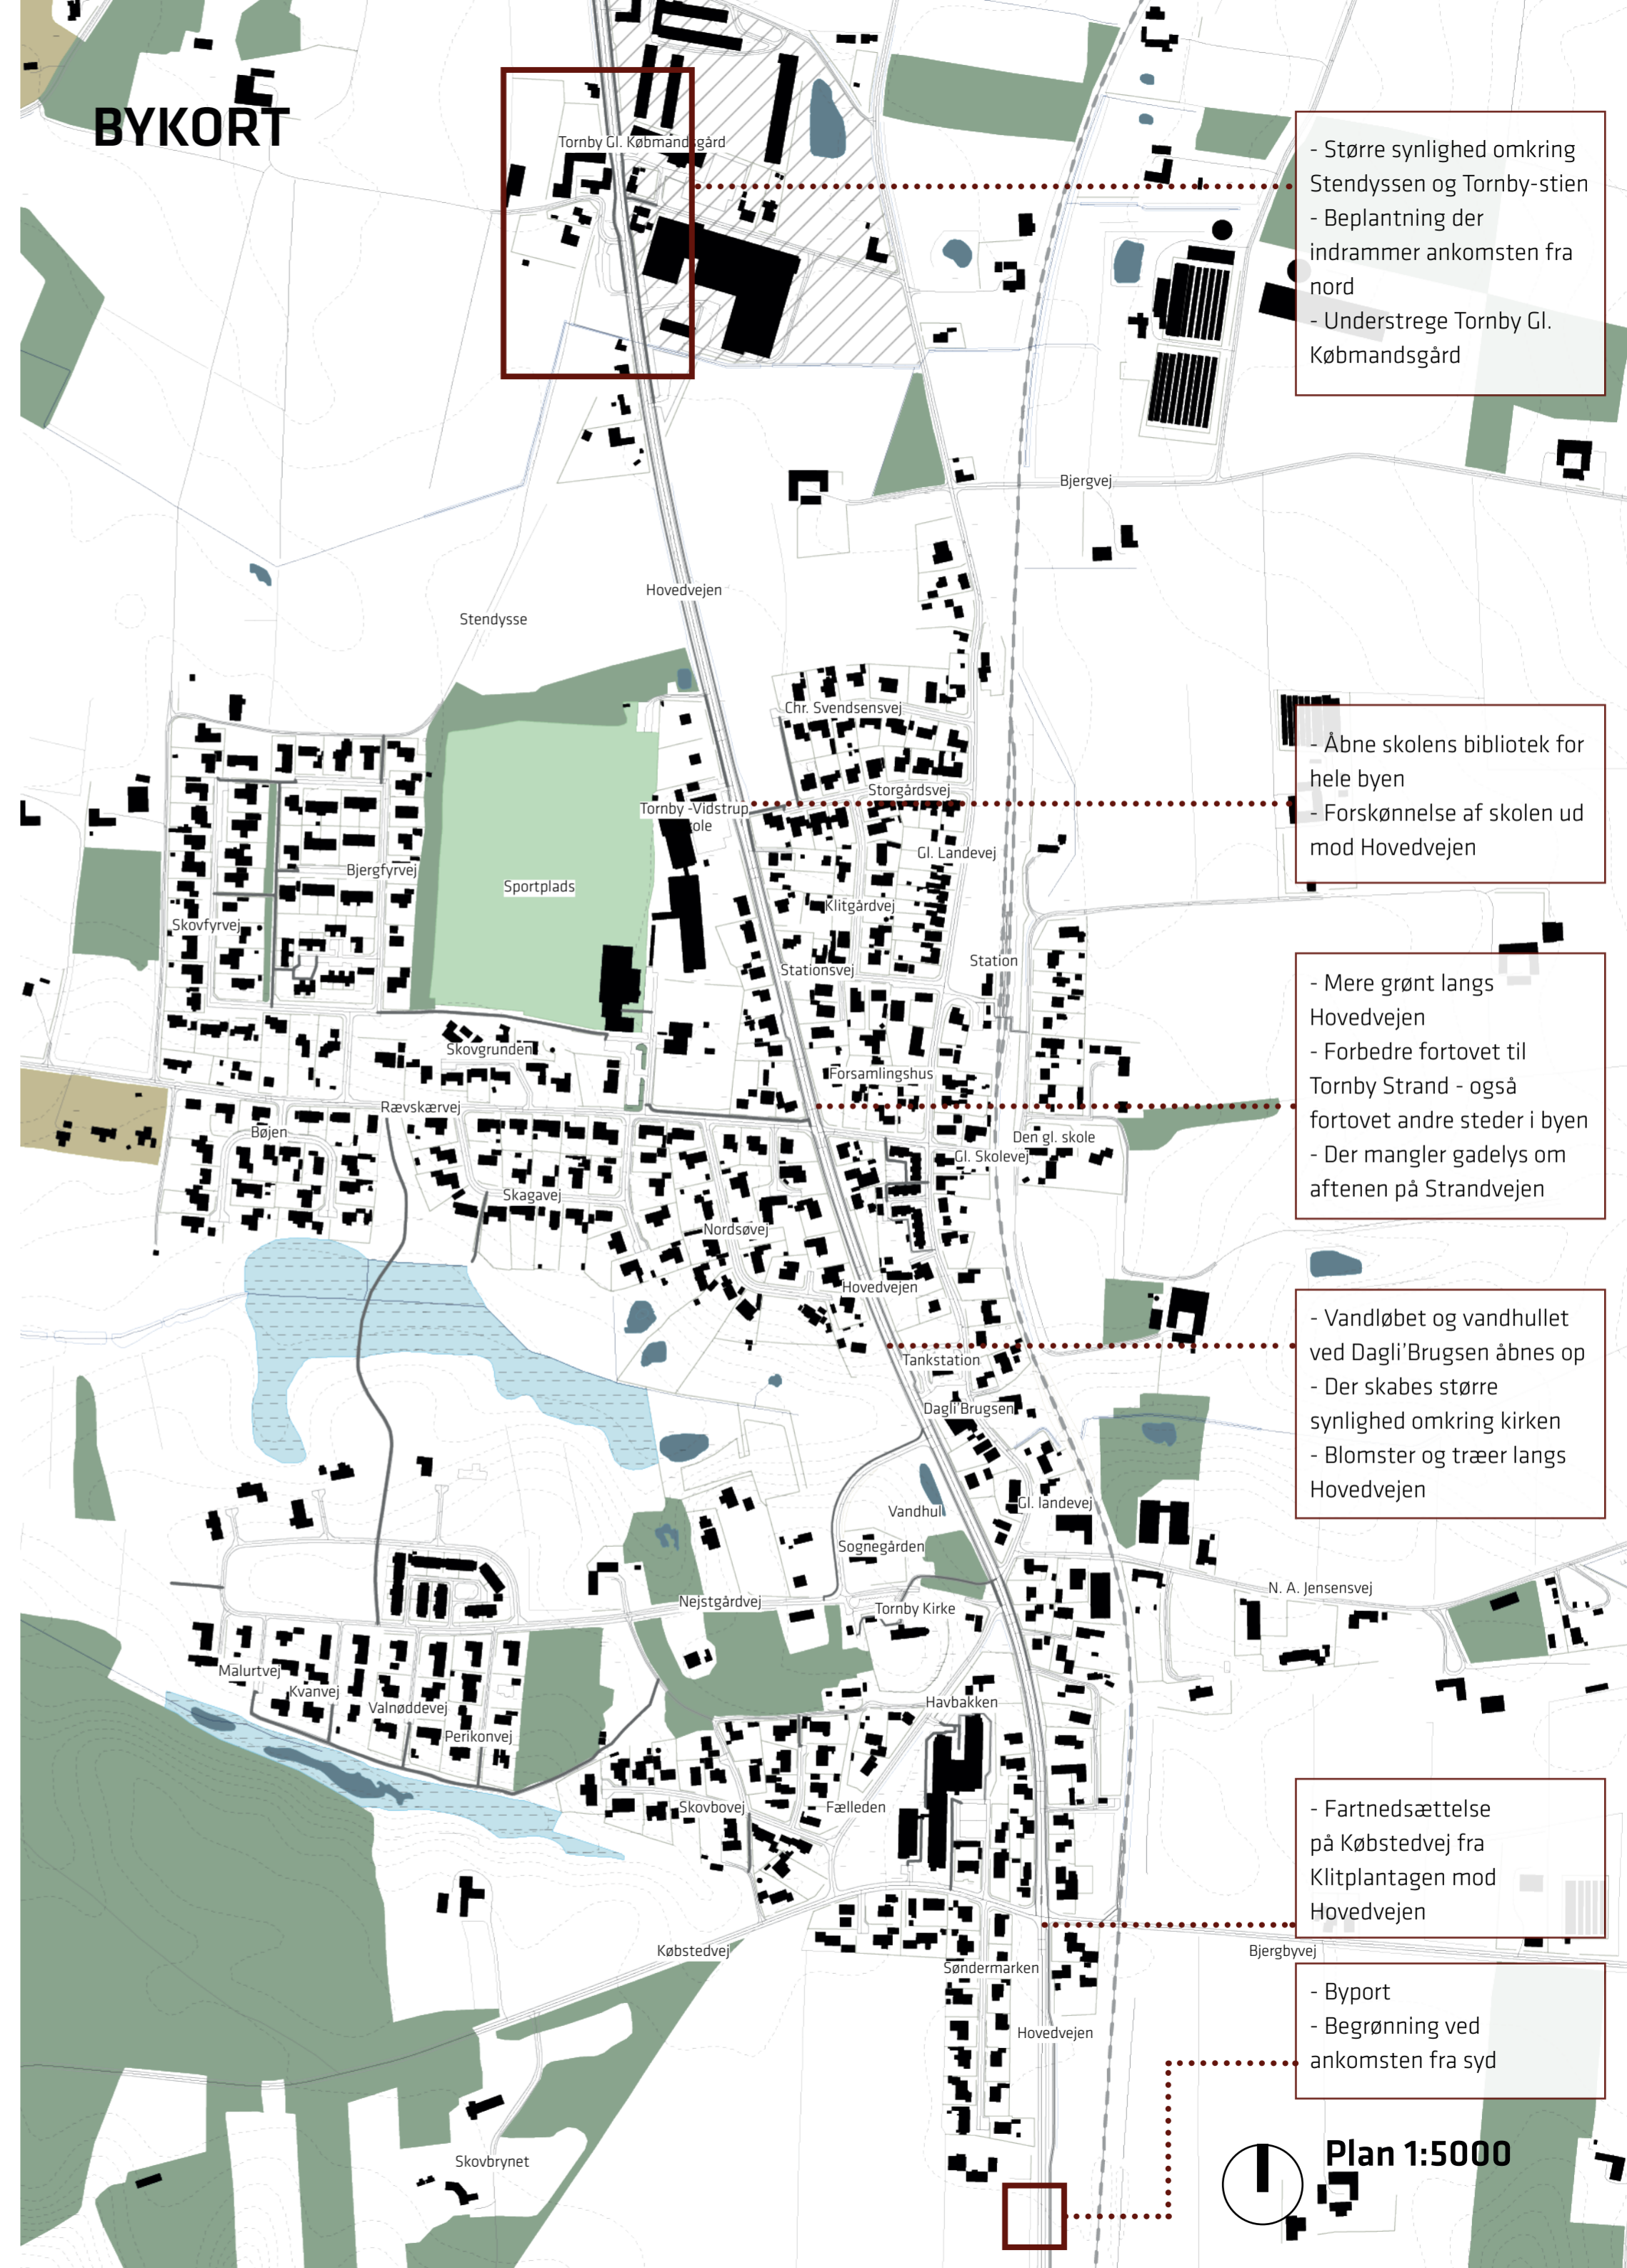 BYKORT
Tornby Gl. Købmandsgård
- Større synlighed omkring
Stendyssen og Tornby-stien
- Beplantning der
indrammer ankomsten fra
nord
- Understrege Tornby Gl.
Købmandsgård
Bjergvej
Hovedvejen
Stendysse
Chr. Svendsensvej
- Åbne skolens bibliotek for
hele byen
- Forskønnelse af skolen ud
mod Hovedvejen
Storgårdsvej
Tornby -Vidstrup
Gl. Landevej
Bjergfyrvej
Sportplads
Klitgårdvej
Skovfyrvej
Station
Stationsvej
- Mere grønt langs
Hovedvejen
- Forbedre fortovet til
Tornby Strand - også
fortovet andre steder i byen
- Der mangler gadelys om
aftenen på Strandvejen
Skovgrunden
Forsamlingshus
Rævskærvej
Bøjen
Den gl. skole
Gl. Skolevej
Skagavej
Nordsøvej
Hovedvejen
- Vandløbet og vandhullet
ved Dagli'Brugsen åbnes op
- Der skabes større
synlighed omkring kirken
- Blomster og træer langs
Hovedvejen
Tankstation
Dagli'Brugsen
Gl. landevej
Vandhul
Sognegården
N. A. Jensensvej
Nejstgårdvej
Tornby Kirke
Malurtvej
Kvanvej
Valnøddevej
Perikonvej
Havbakken
Skovbovej
Fælleden
- Fartnedsættelse
på Købstedvej fra
Klitplantagen mod
Hovedvejen
Købstedvej
Bjergbyvej
Søndermarken
- Byport
- Begrønning ved
ankomsten fra syd
Hovedvejen
Skovbrynet
Plan 1:5000